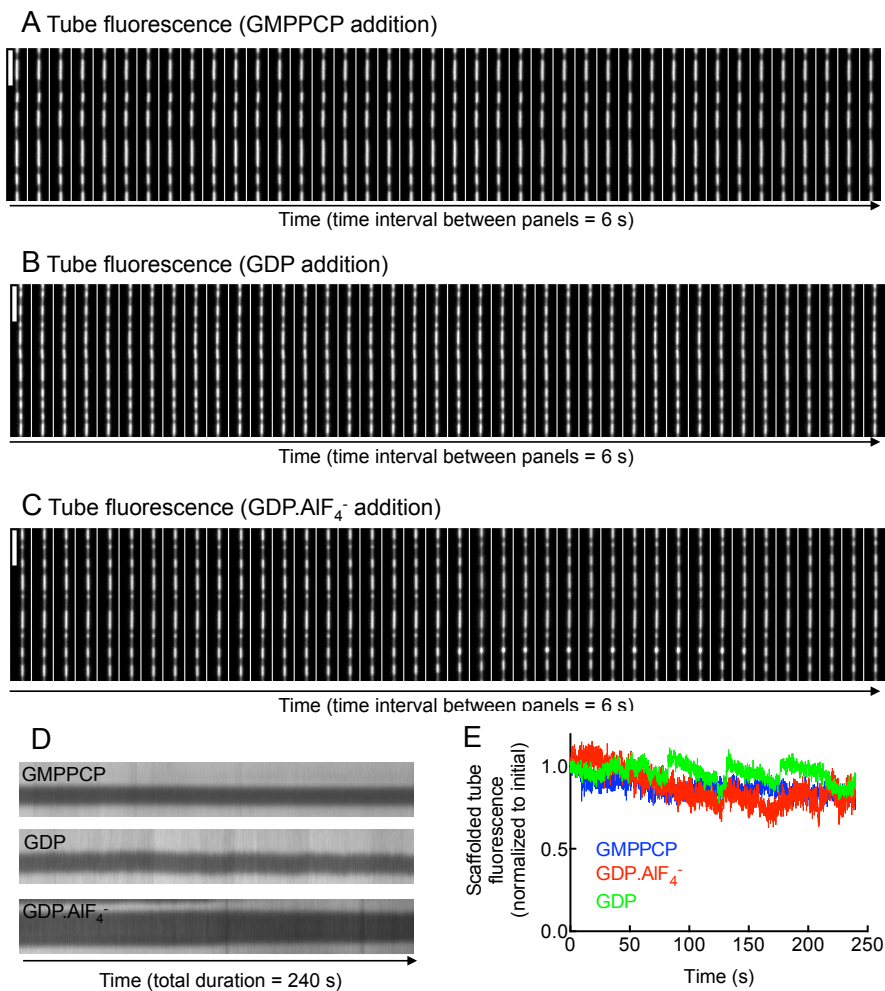 A Tube fluorescence (GMPPCP addition)
Time (time interval between panels = 6 s)
B Tube fluorescence (GDP addition)
Time (time interval between panels = 6 s)
C Tube fluorescence (GDP.AlF₄⁻ addition)
Time (time interval between panels = 6 s)
D
GMPPCP
GDP
GDP.AlF₄⁻
Time (total duration = 240 s)
E
Scaffolded tube
fluorescence
(normalized to initial)
1.0
0.5
0.0
GMPPCP
GDP.AlF₄⁻
GDP
0 50 100 150 200 250
Time (s)